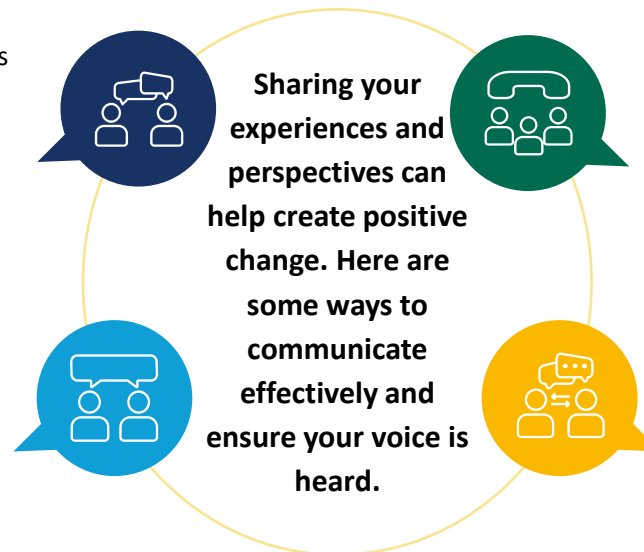 s
Sharing your
experiences and
perspectives can
help create positive
change. Here are
some ways to
communicate
effectively and
ensure your voice is
heard.